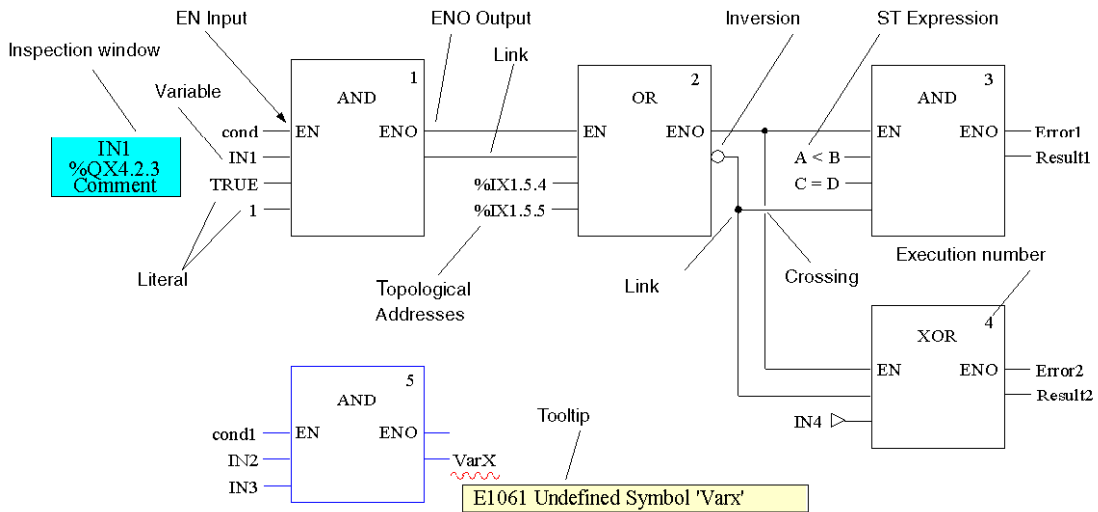 EN Input
ENO Output
Inversion
ST Expression
Inspection window
Link
Variable
1
AND
EN
ENO
2
OR
EN
ENO
3
AND
EN
ENO
cond
IN1
TRUE
1
IN1
%QX4.2.3
Comment
%IX1.5.4
%IX1.5.5
A < B
C = D
Error1
Result1
Literal
Topological
Addresses
Link
Crossing
Execution number
4
XOR
EN
ENO
IN4
Error2
Result2
5
AND
EN
ENO
cond1
IN2
IN3
VarX
Tooltip
E1061 Undefined Symbol 'Varx'